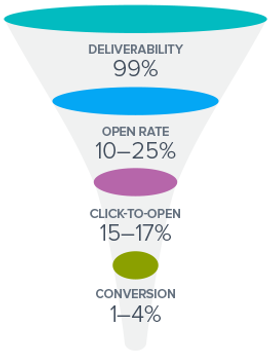 DELIVERABILITY
99%
OPEN RATE
10–25%
CLICK-TO-OPEN
15–17%
CONVERSION
1–4%